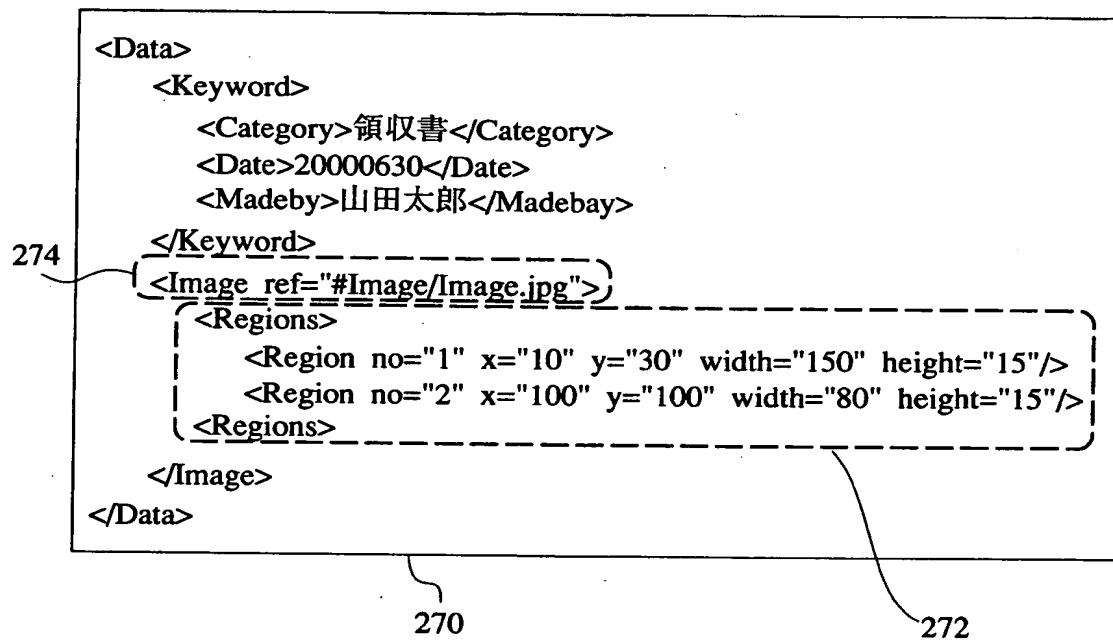 <Data>
<Keyword>
<Category>領収書</Category>
<Date>20000630</Date>
<Madeby>山田太郎</Madebay>
</Keyword>
274
<Image ref="#Image/Image.jpg">
<Regions>
<Region no="1" x="10" y="30" width="150" height="15"/>
<Region no="2" x="100" y="100" width="80" height="15"/>
<Regions>
</Image>
</Data>
270
272